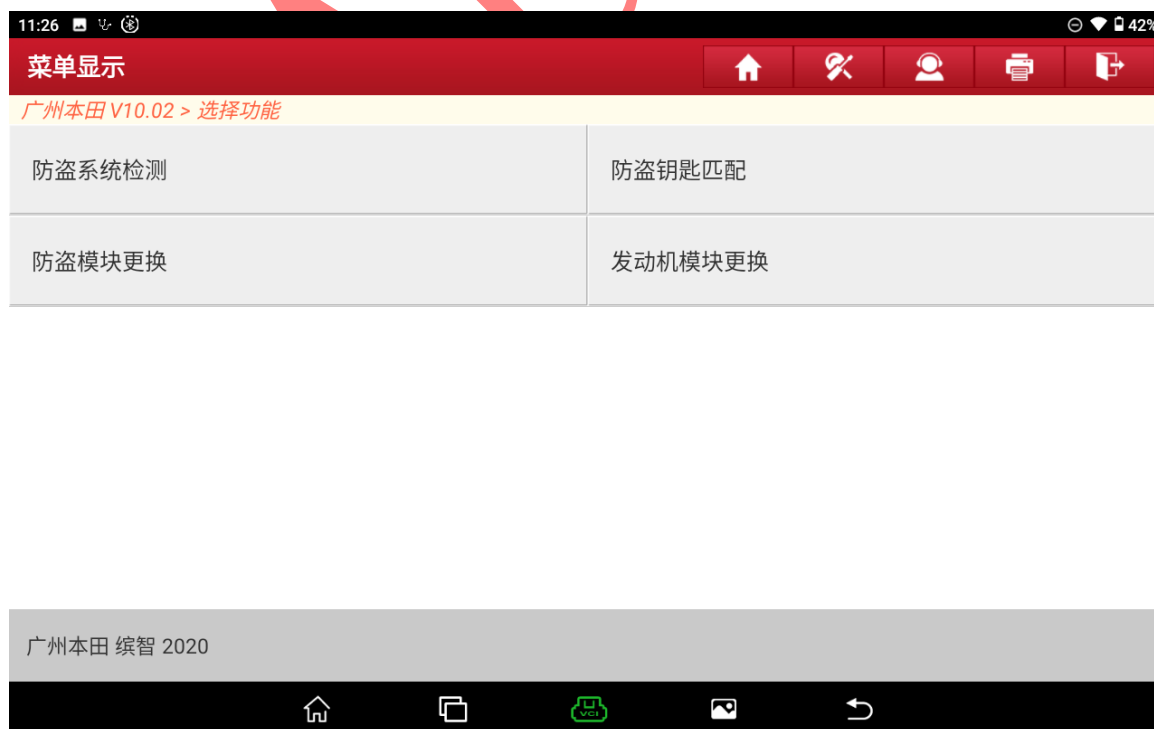 11:26 42%
菜单显示
广州本田 V10.02 > 选择功能
防盗系统检测 防盗钥匙匹配
防盗模块更换 发动机模块更换
广州本田 缤智 2020
VCI